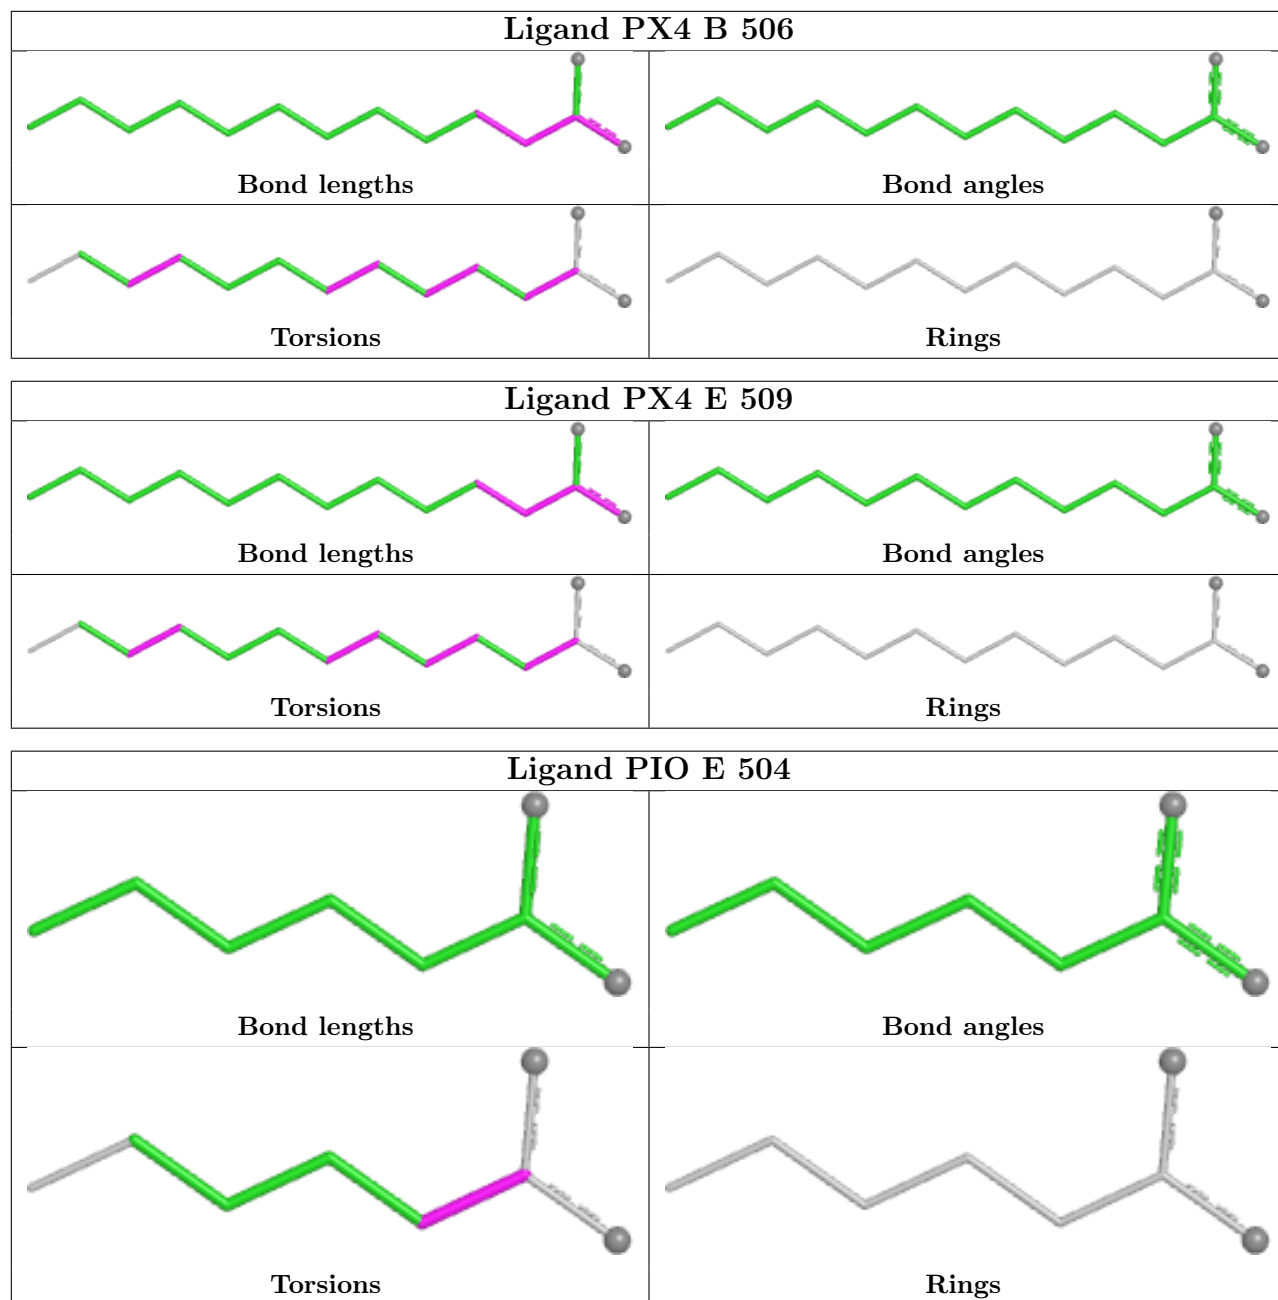 Ligand PX4 B 506
Bond lengths
Bond angles
Torsions
Rings
Ligand PX4 E 509
Bond lengths
Bond angles
Torsions
Rings
Ligand PIO E 504
Bond lengths
Bond angles
Torsions
Rings